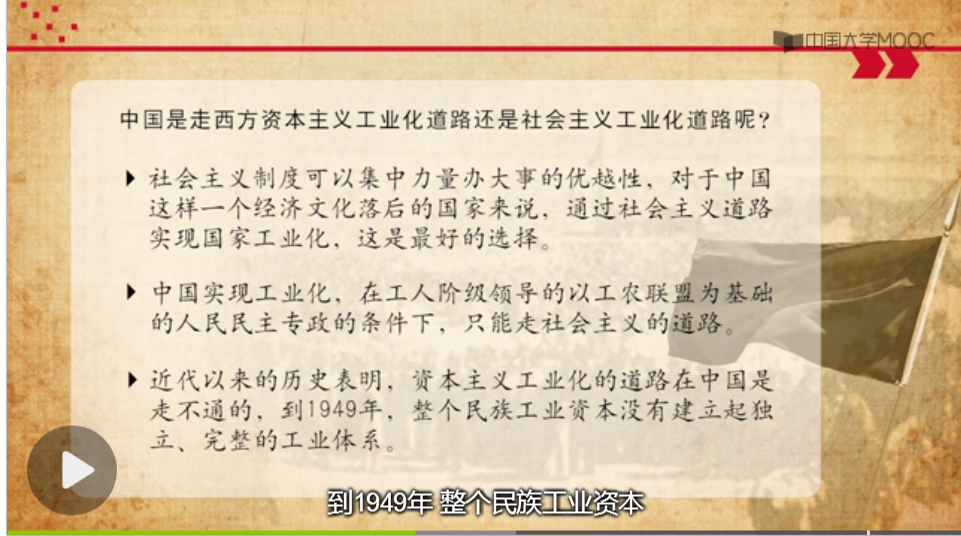 中国大学MOOC
中国是走西方资本主义工业化道路还是社会主义工业化道路呢？
社会主义制度可以集中力量办大事的优越性，对于中国
这样一个经济文化落后的国家来说，通过社会主义道路
实现国家工业化，这是最好的选择。
中国实现工业化，在工人阶级领导的以工农联盟为基础
的人民民主专政的条件下，只能走社会主义的道路。
近代以来的历史表明，资本主义工业化的道路在中国是
走不通的，到1949年，整个民族工业资本没有建立起独
立、完整的工业体系。
到1949年 整个民族工业资本